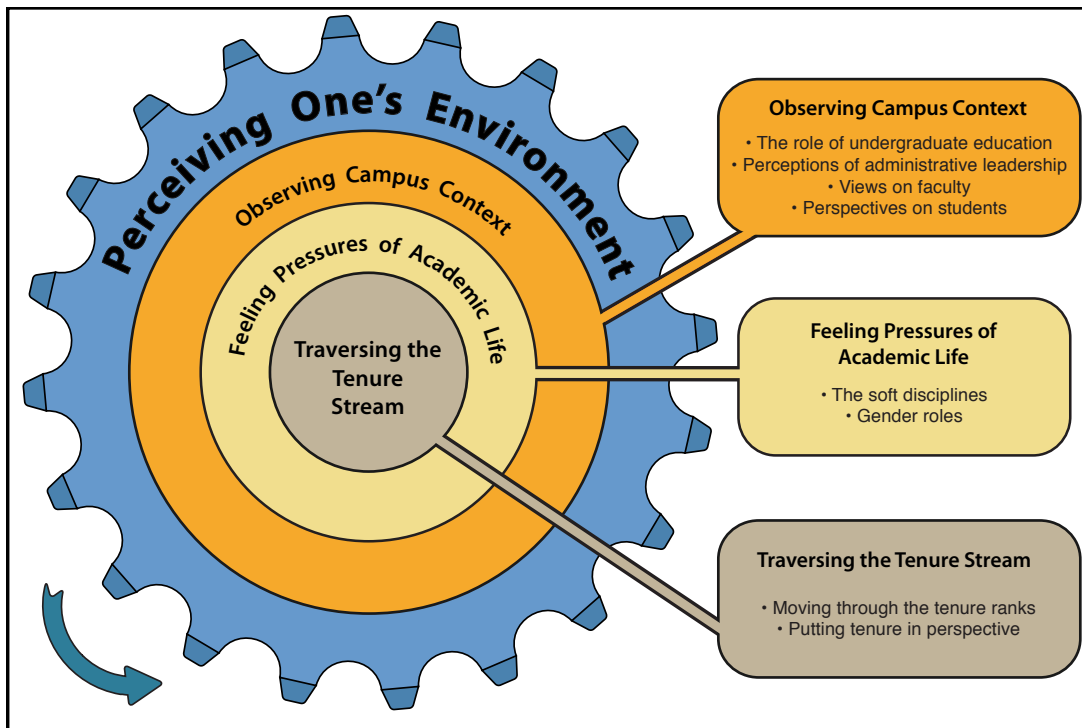 Perceiving One's Environment
Observing Campus Context
Feeling Pressures of Academic Life
Traversing the
Tenure
Stream
Observing Campus Context
• The role of undergraduate education
• Perceptions of administrative leadership
• Views on faculty
• Perspectives on students
Feeling Pressures of
Academic Life
• The soft disciplines
• Gender roles
Traversing the Tenure Stream
• Moving through the tenure ranks
• Putting tenure in perspective